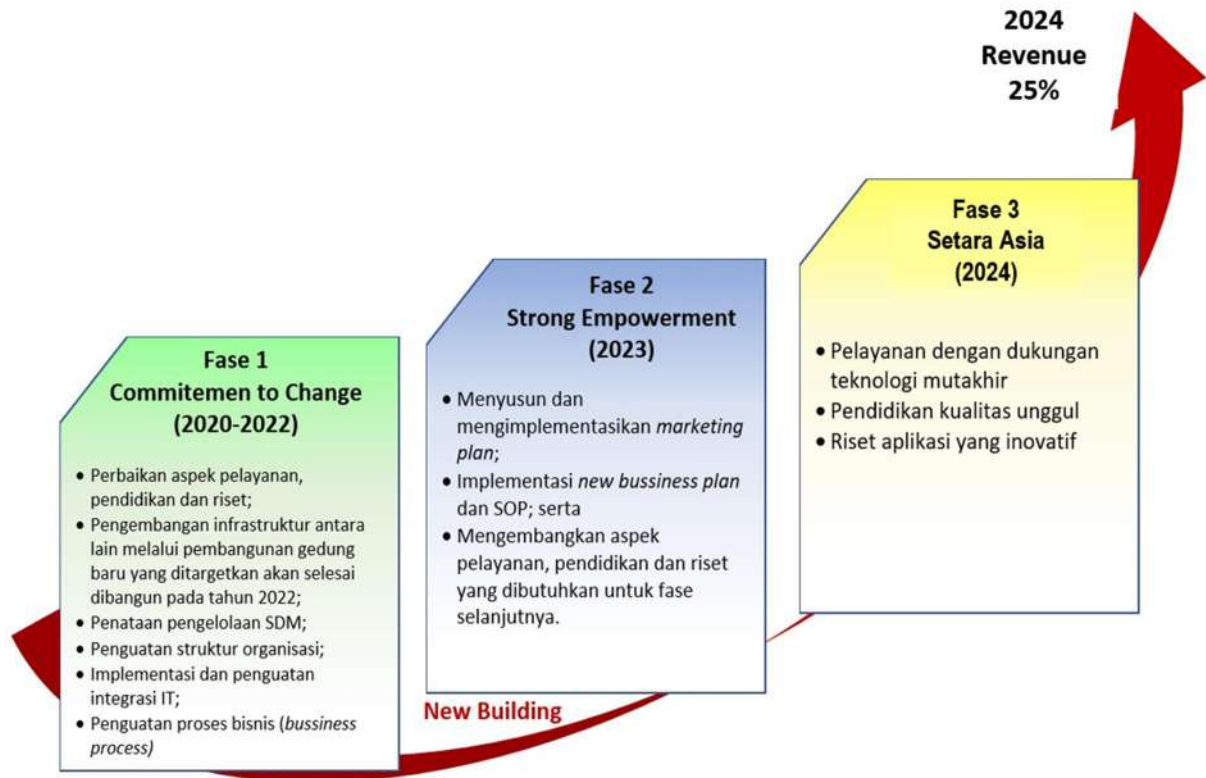 2024
Revenue
25%
Fase 1
Commitemen to Change
(2020-2022)
• Perbaikan aspek pelayanan,
pendidikan dan riset;
• Pengembangan infrastruktur antara
lain melalui pembangunan gedung
baru yang ditargetkan akan selesai
dibangun pada tahun 2022;
• Penataan pengelolaan SDM;
• Penguatan struktur organisasi;
• Implementasi dan penguatan
integrasi IT;
• Penguatan proses bisnis (bussiness
process)
Fase 2
Strong Empowerment
(2023)
• Menyusun dan
mengimplementasikan marketing
plan;
• Implementasi new bussiness plan
dan SOP; serta
• Mengembangkan aspek
pelayanan, pendidikan dan riset
yang dibutuhkan untuk fase
selanjutnya.
Fase 3
Setara Asia
(2024)
• Pelayanan dengan dukungan
teknologi mutakhir
• Pendidikan kualitas unggul
• Riset aplikasi yang inovatif
New Building